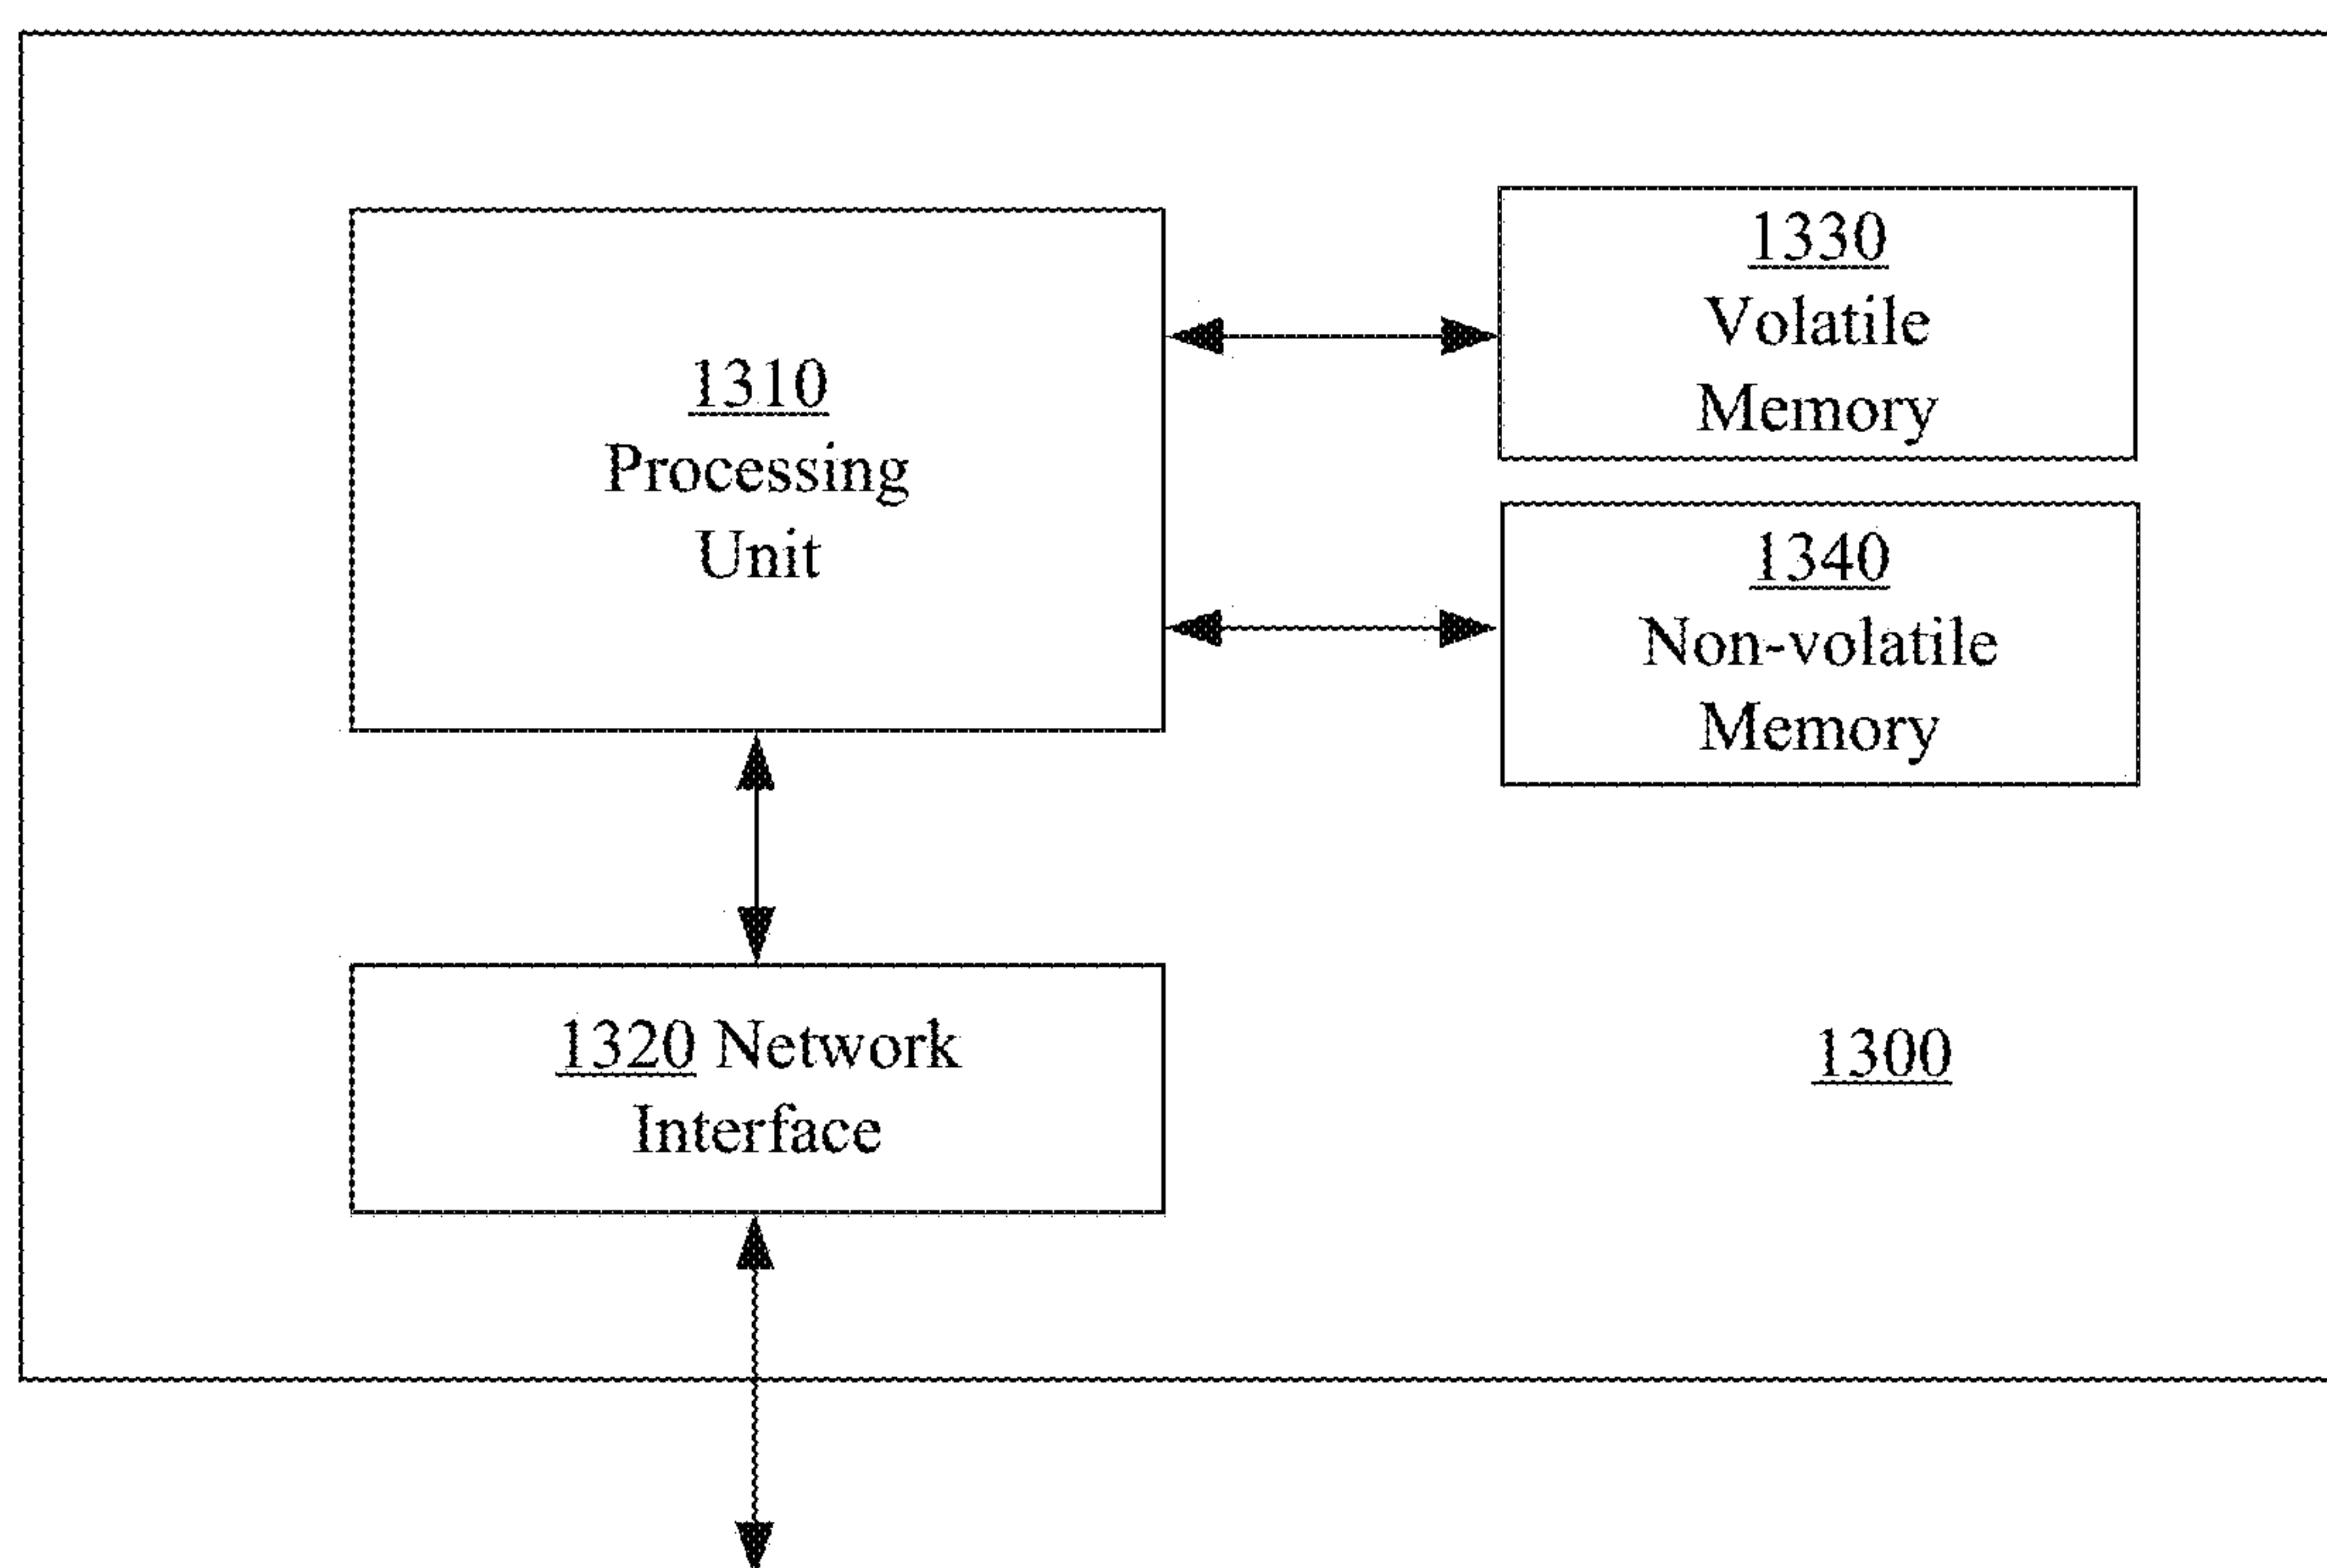 1310
Processing
Unit
1330
Volatile
Memory
1340
Non-volatile
Memory
1320 Network
Interface
1300